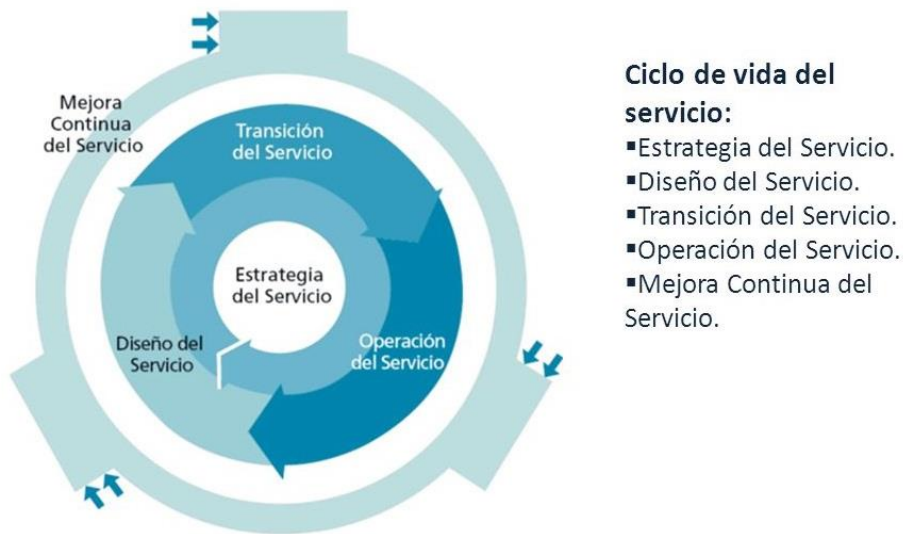 Mejora
Continua
del Servicio
Transición
del Servicio
Estrategia
del Servicio
Diseño del
Servicio
Operación
del Servicio
Ciclo de vida del
servicio:
▪Estrategia del Servicio.
▪Diseño del Servicio.
▪Transición del Servicio.
▪Operación del Servicio.
▪Mejora Continua del
Servicio.